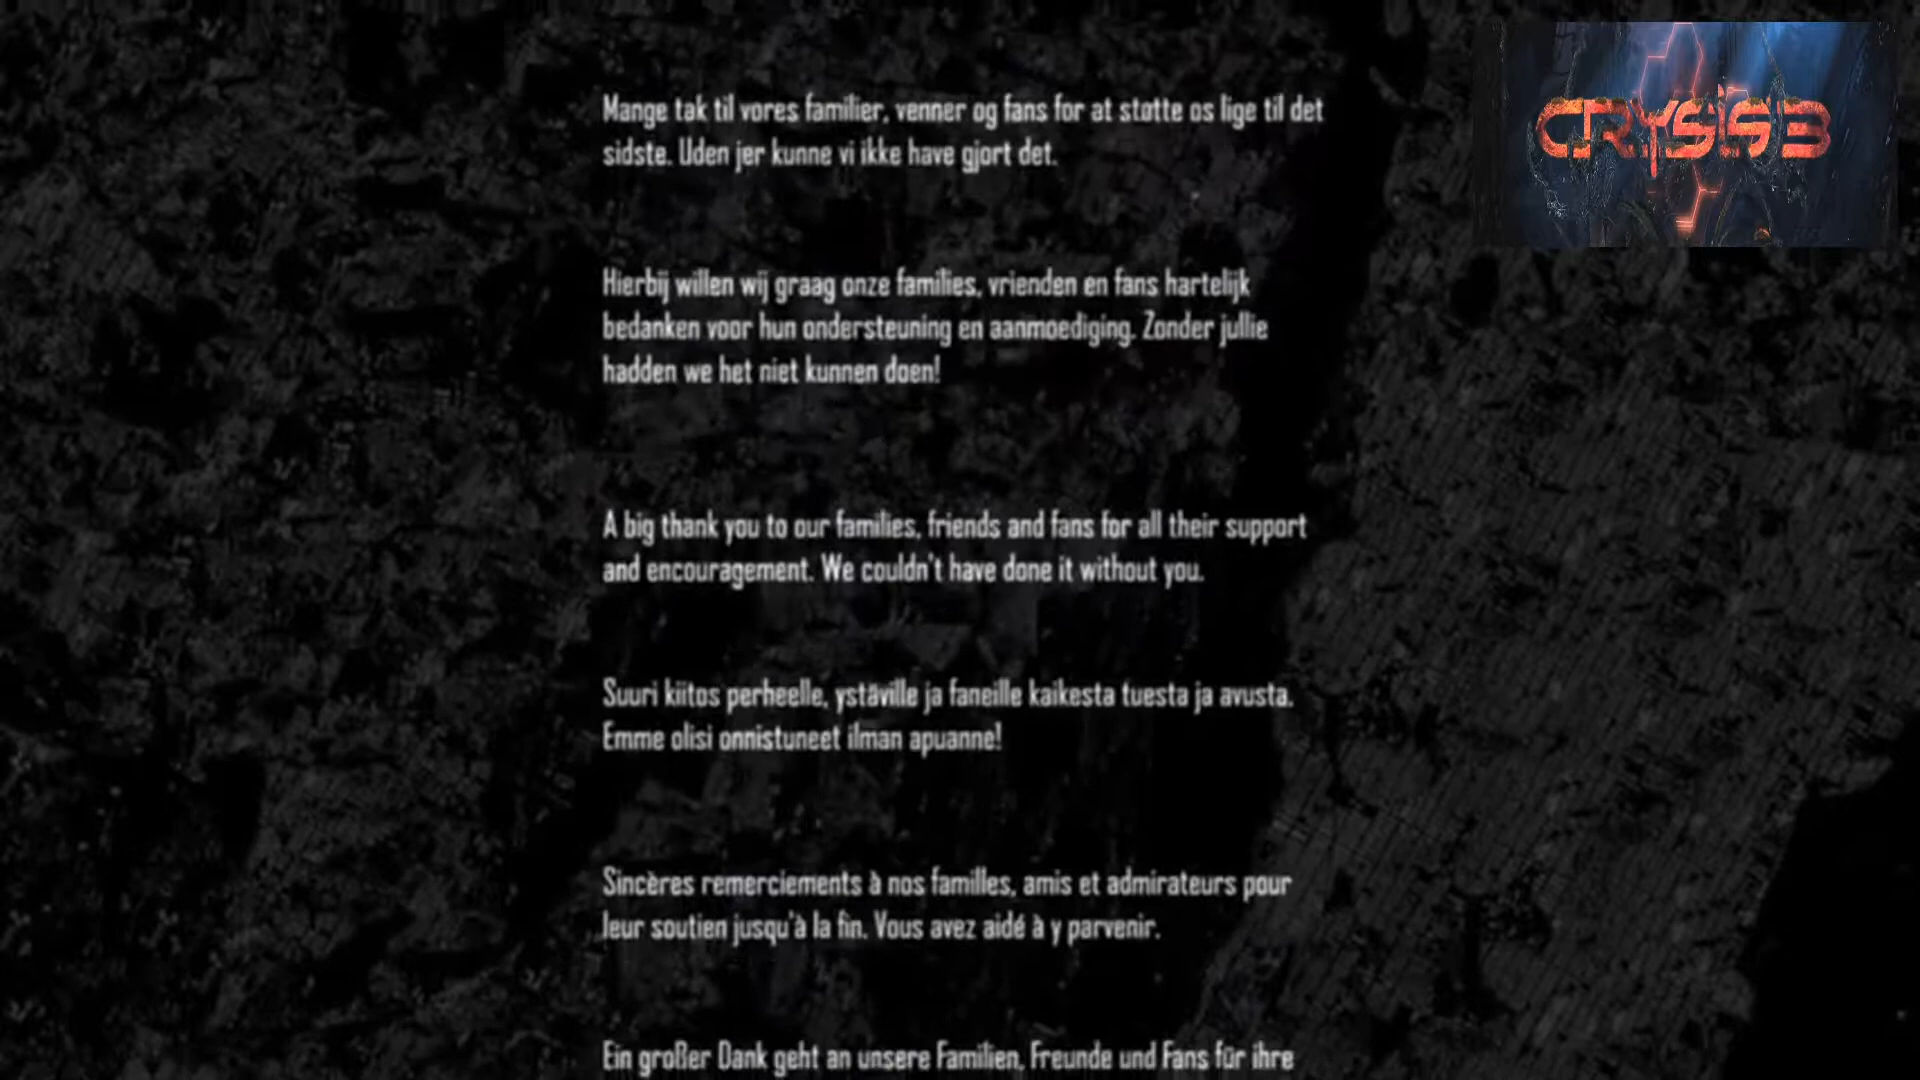 CRYSIS 3
Mange tak til vores familier, venner og fans for at støtte os lige til det
sidste. Uden jer kunne vi ikke have gjort det.
Hierbij willen wij graag onze families, vrienden en fans hartelijk
bedanken voor hun ondersteuning en aanmoediging. Zonder jullie
hadden we het niet kunnen doen!
A big thank you to our families, friends and fans for all their support
and encouragement. We couldn't have done it without you.
Suuri kiitos perheelle, ystäville ja faneille kaikesta tuesta ja avusta.
Emme olisi onnistuneet ilman apuanne!
Sincères remerciements à nos familles, amis et admirateurs pour
leur soutien jusqu'à la fin. Vous avez aidé à y parvenir.
Ein großer Dank geht an unsere Familien, Freunde und Fans für ihre